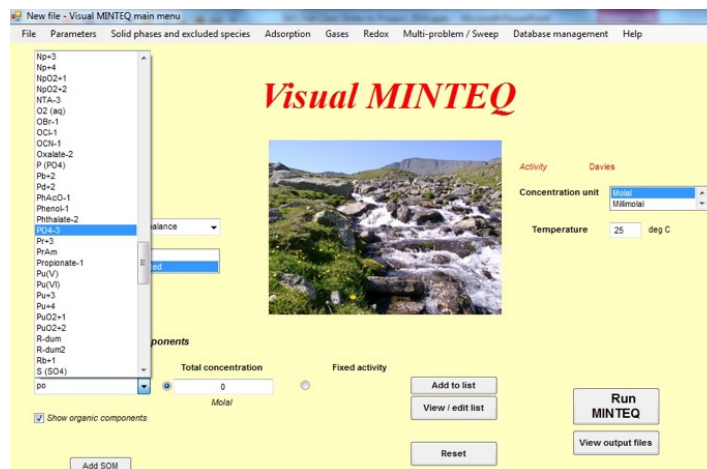 New file - Visual MINTEQ main menu
File Parameters Solid phases and excluded species Adsorption Gases Redox Multi-problem / Sweep Database management Help
Np+3
Np+4
NpO2+1
NpO2+2
NTA-3
O2 (aq)
OBr-1
OCl-1
OCN-1
Oxalate-2
P (PO4)
Pb+2
Pd+2
PhAcO-1
Phenol-1
Phthalate-2
PO4-3
Pr+3
PrAm
Propionate-1
Pu(V)
Pu(VI)
Pu+3
Pu+4
PuO2+1
PuO2+2
R-dum
R-dum2
Rb+1
S (SO4)
Visual MINTEQ
Activity Davies
Concentration unit Molal
Millimolal
alance
Temperature 25 deg C
ted
ponents
Total concentration Fixed activity
po 0 Add to list
Molal
View / edit list
Run
MINTEQ
Show organic components
View output files
Reset
Add SOM